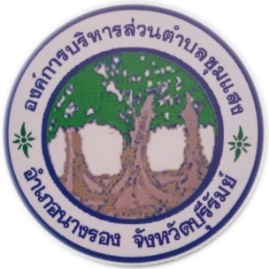 องค์การบริหารส่วนตำบลชุมแสง
อำเภอนางรอง จังหวัดบุรีรัมย์